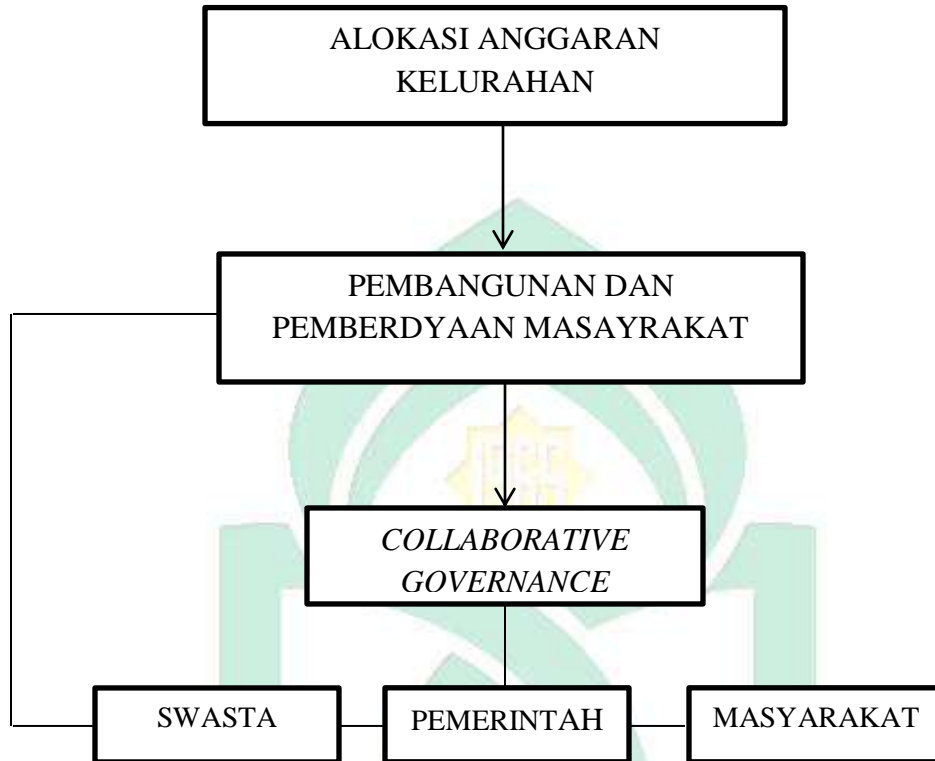 ALOKASI ANGGARAN
KELURAHAN
PEMBANGUNAN DAN
PEMBERDYAAN MASAYRAKAT
COLLABORATIVE
GOVERNANCE
SWASTA
PEMERINTAH
MASYARAKAT